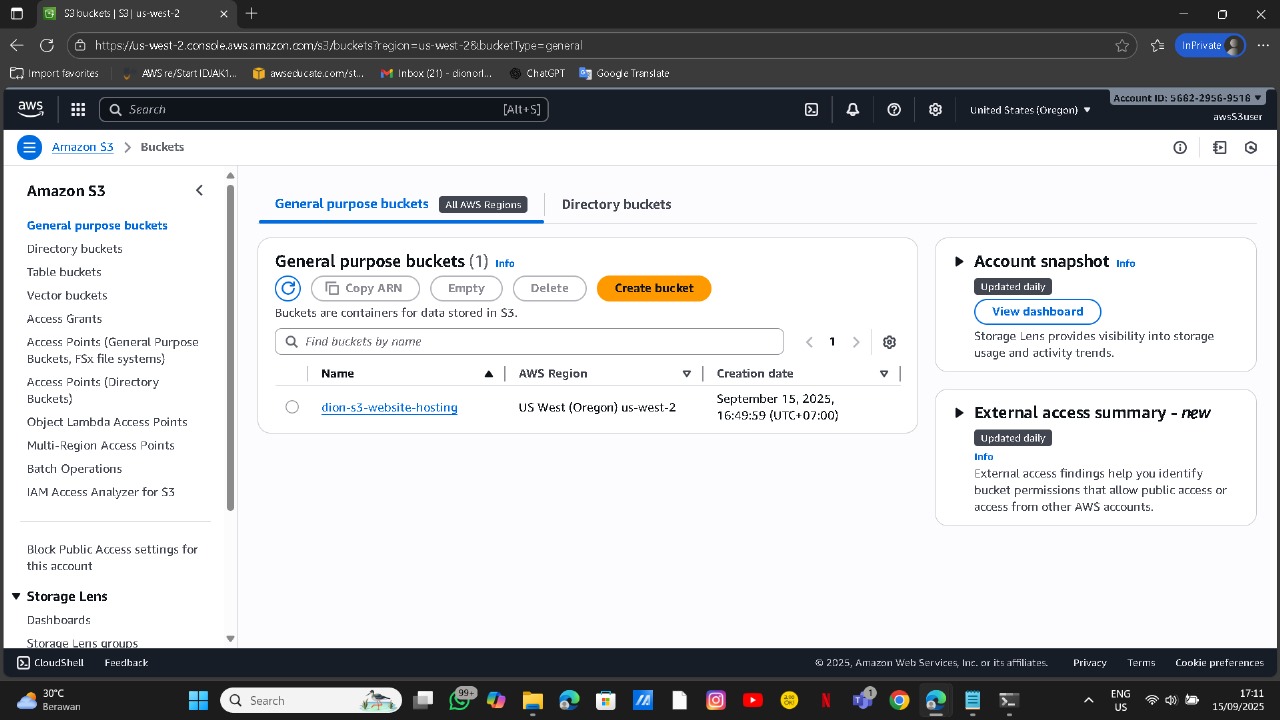 S3 buckets | S3 | us-west-2
https://us-west-2.console.aws.amazon.com/s3/buckets?region=us-west-2&bucketType=general
InPrivate
Import favorites
AWS re/Start ID/AK1...
awseducate.com/st...
Inbox (21) - dionorl...
ChatGPT
Google Translate
aws
Search
[Alt+S]
United States (Oregon)
Account ID: 5682-2956-9518
awsS3user
Amazon S3
Buckets
Amazon S3
General purpose buckets
Directory buckets
Table buckets
Vector buckets
Access Grants
Access Points (General Purpose
Buckets, FSx file systems)
Access Points (Directory
Buckets)
Object Lambda Access Points
Multi-Region Access Points
Batch Operations
IAM Access Analyzer for S3
Block Public Access settings for
this account
Storage Lens
Dashboards
Storage Lens groups
General purpose buckets All AWS Regions
Directory buckets
General purpose buckets (1) Info
Copy ARN
Empty
Delete
Create bucket
Buckets are containers for data stored in S3.
Find buckets by name
1
Name
AWS Region
Creation date
dion-s3-website-hosting
US West (Oregon) us-west-2
September 15, 2025,
16:49:59 (UTC+07:00)
Account snapshot Info
Updated daily
View dashboard
Storage Lens provides visibility into storage
usage and activity trends.
External access summary - new
Updated daily
Info
External access findings help you identify
bucket permissions that allow public access or
access from other AWS accounts.
CloudShell
Feedback
© 2025, Amazon Web Services, Inc. or its affiliates.
Privacy
Terms
Cookie preferences
30°C
Berawan
Search
99+
1
ENG
US
17:11
15/09/2025